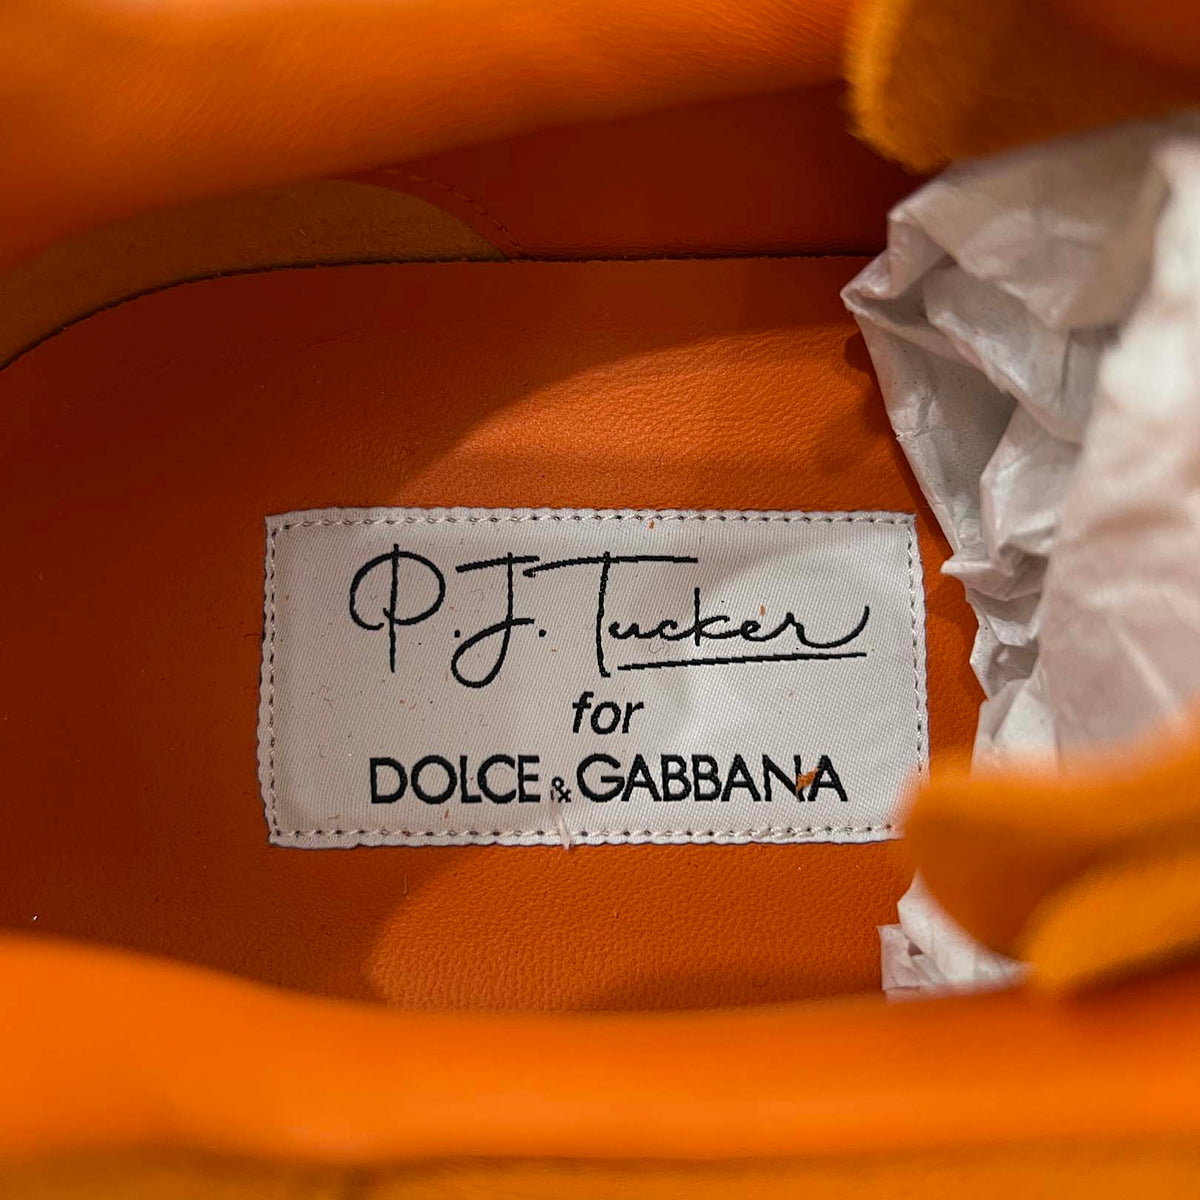 P.J. Tucker
for
DOLCE & GABBANA